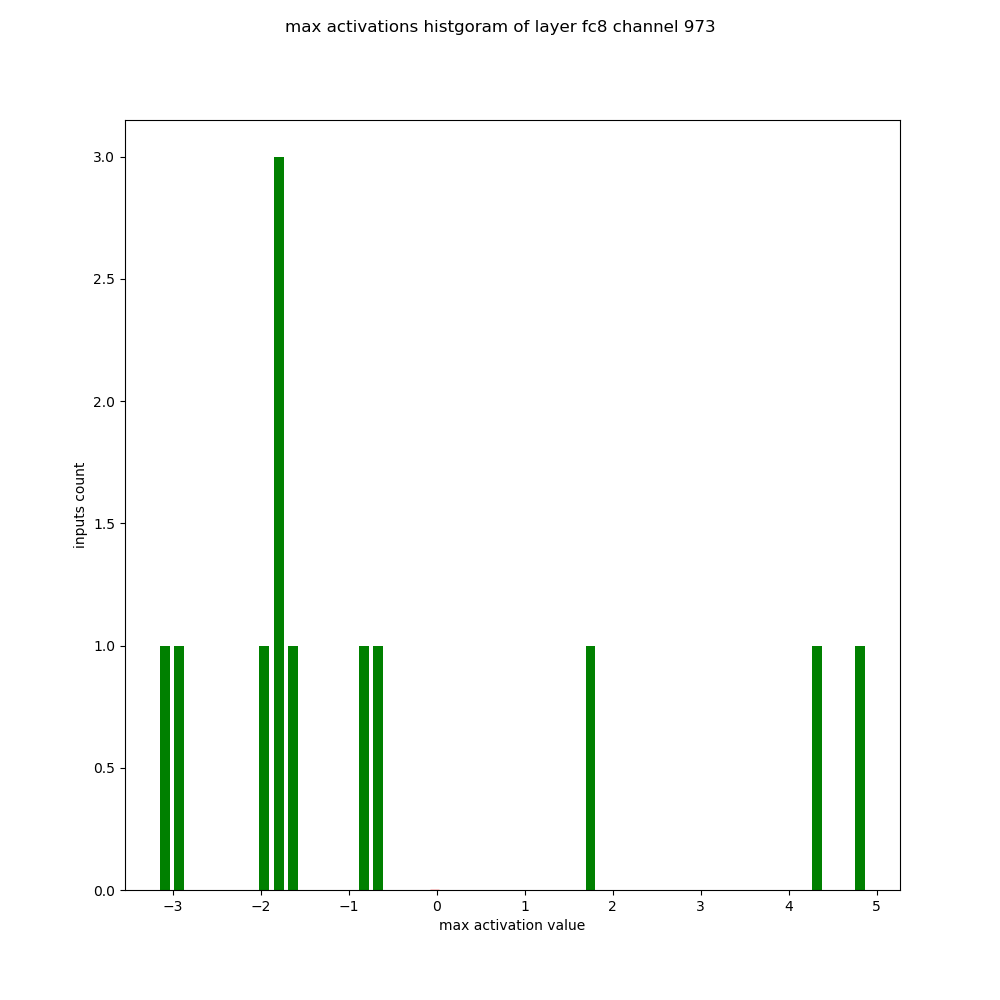 max activations histgoram of layer fc8 channel 973
3.0
2.5
2.0
1.5
1.0
0.5
0.0
inputs count
−3 −2 −1 0 1 2 3 4 5
max activation value